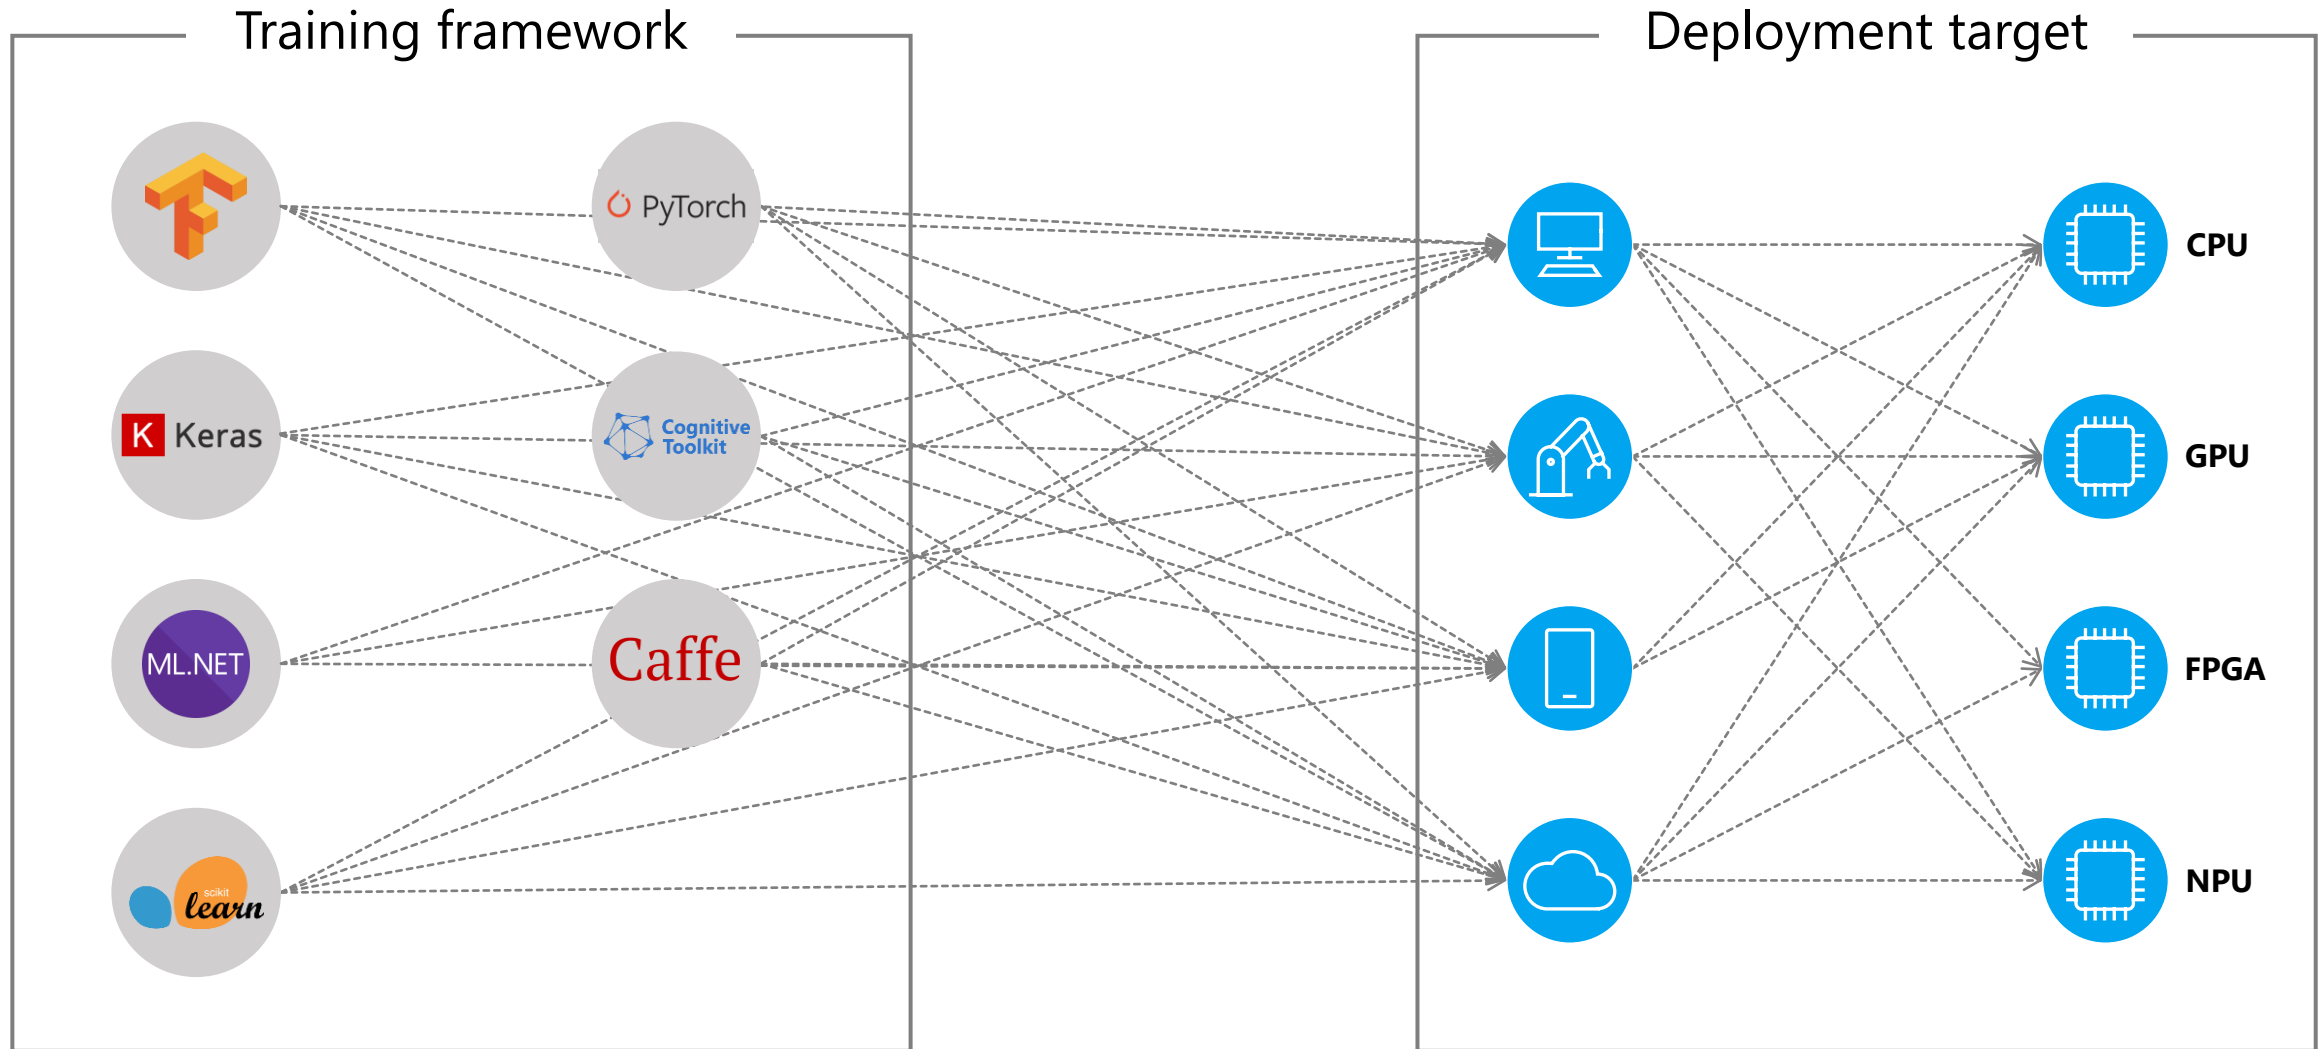 Training framework
Deployment target
PyTorch
CPU
K Keras
Cognitive
Toolkit
GPU
ML.NET
Caffe
FPGA
scikit
learn
NPU